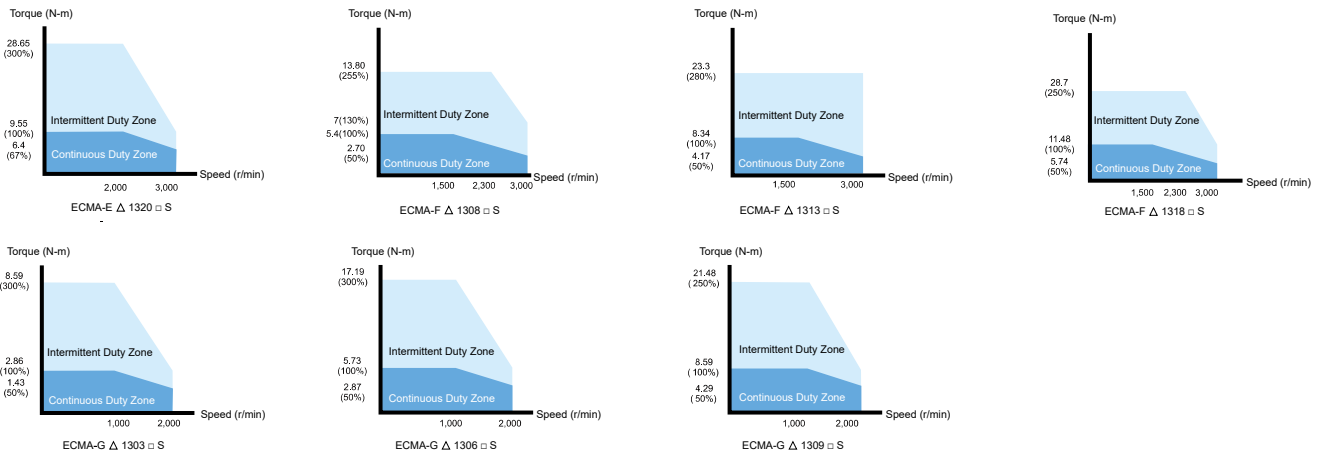 Torque (N-m)
28.65
(300%)
Intermittent Duty Zone
9.55
(100%)
6.4
(67%)
Continuous Duty Zone
Speed (r/min)
2,000 3,000
ECMA-E △ 1320 □ S
-
Torque (N-m)
13.80
(255%)
Intermittent Duty Zone
7(130%)
5.4(100%)
2.70
(50%)
Continuous Duty Zone
Speed (r/min)
1,500 2,300 3,000
ECMA-F △ 1308 □ S
Torque (N-m)
23.3
(280%)
Intermittent Duty Zone
8.34
(100%)
4.17
(50%)
Continuous Duty Zone
Speed (r/min)
1,500 3,000
ECMA-F △ 1313 □ S
Torque (N-m)
28.7
(250%)
Intermittent Duty Zone
11.48
(100%)
5.74
(50%)
Continuous Duty Zone
Speed (r/min)
1,500 2,300 3,000
ECMA-F △ 1318 □ S
Torque (N-m)
8.59
(300%)
Intermittent Duty Zone
2.86
(100%)
1.43
(50%)
Continuous Duty Zone
Speed (r/min)
1,000 2,000
ECMA-G △ 1303 □ S
Torque (N-m)
17.19
(300%)
Intermittent Duty Zone
5.73
(100%)
2.87
(50%)
Continuous Duty Zone
Speed (r/min)
1,000 2,000
ECMA-G △ 1306 □ S
Torque (N-m)
21.48
( 250%)
Intermittent Duty Zone
8.59
( 100%)
4.29
( 50%)
Continuous Duty Zone
Speed (r/min)
1,000 2,000
ECMA-G △ 1309 □ S